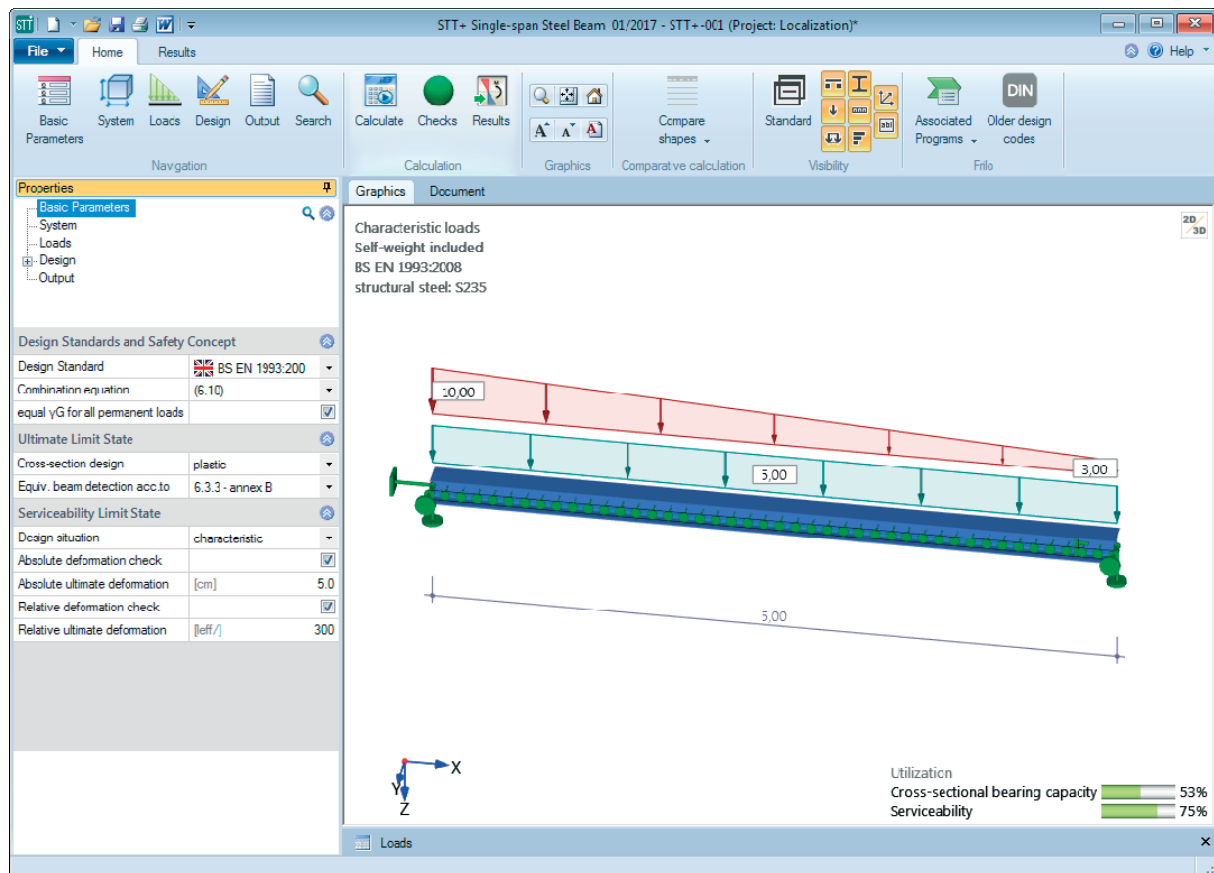 STT+ Single-span Steel Beam 01/2017 - STT+-001 (Project: Localization)*
File Home Results Help
Basic Parameters
System
Loads
Design
Output
Search
Navigation
Calculate
Checks
Results
Calculation
Graphics
Compare shapes
Comparative calculation
Standard
Visibility
Associated Programs
DIN
Older design codes
Frilo
Properties
Basic Parameters
System
Loads
Design
Output
Design Standards and Safety Concept
Design Standard BS EN 1993:200
Combination equation (6.10)
equal γG for all permanent loads
Ultimate Limit State
Cross-section design plastic
Equiv. beam detection acc.to 6.3.3 - annex B
Serviceability Limit State
Design situation characteristic
Absolute deformation check
Absolute ultimate deformation [cm] 5.0
Relative deformation check
Relative ultimate deformation [leff/] 300
Graphics Document
2D/3D
Characteristic loads
Self-weight included
BS EN 1993:2008
structural steel: S235
10,00
5,00
3,00
5,00
X
Y
Z
Utilization
Cross-sectional bearing capacity 53%
Serviceability 75%
Loads